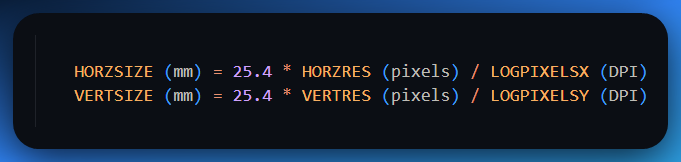 HORZSIZE (mm) = 25.4 * HORZRES (pixels) / LOGPIXELSX (DPI)
VERTSIZE (mm) = 25.4 * VERTRES (pixels) / LOGPIXELSY (DPI)